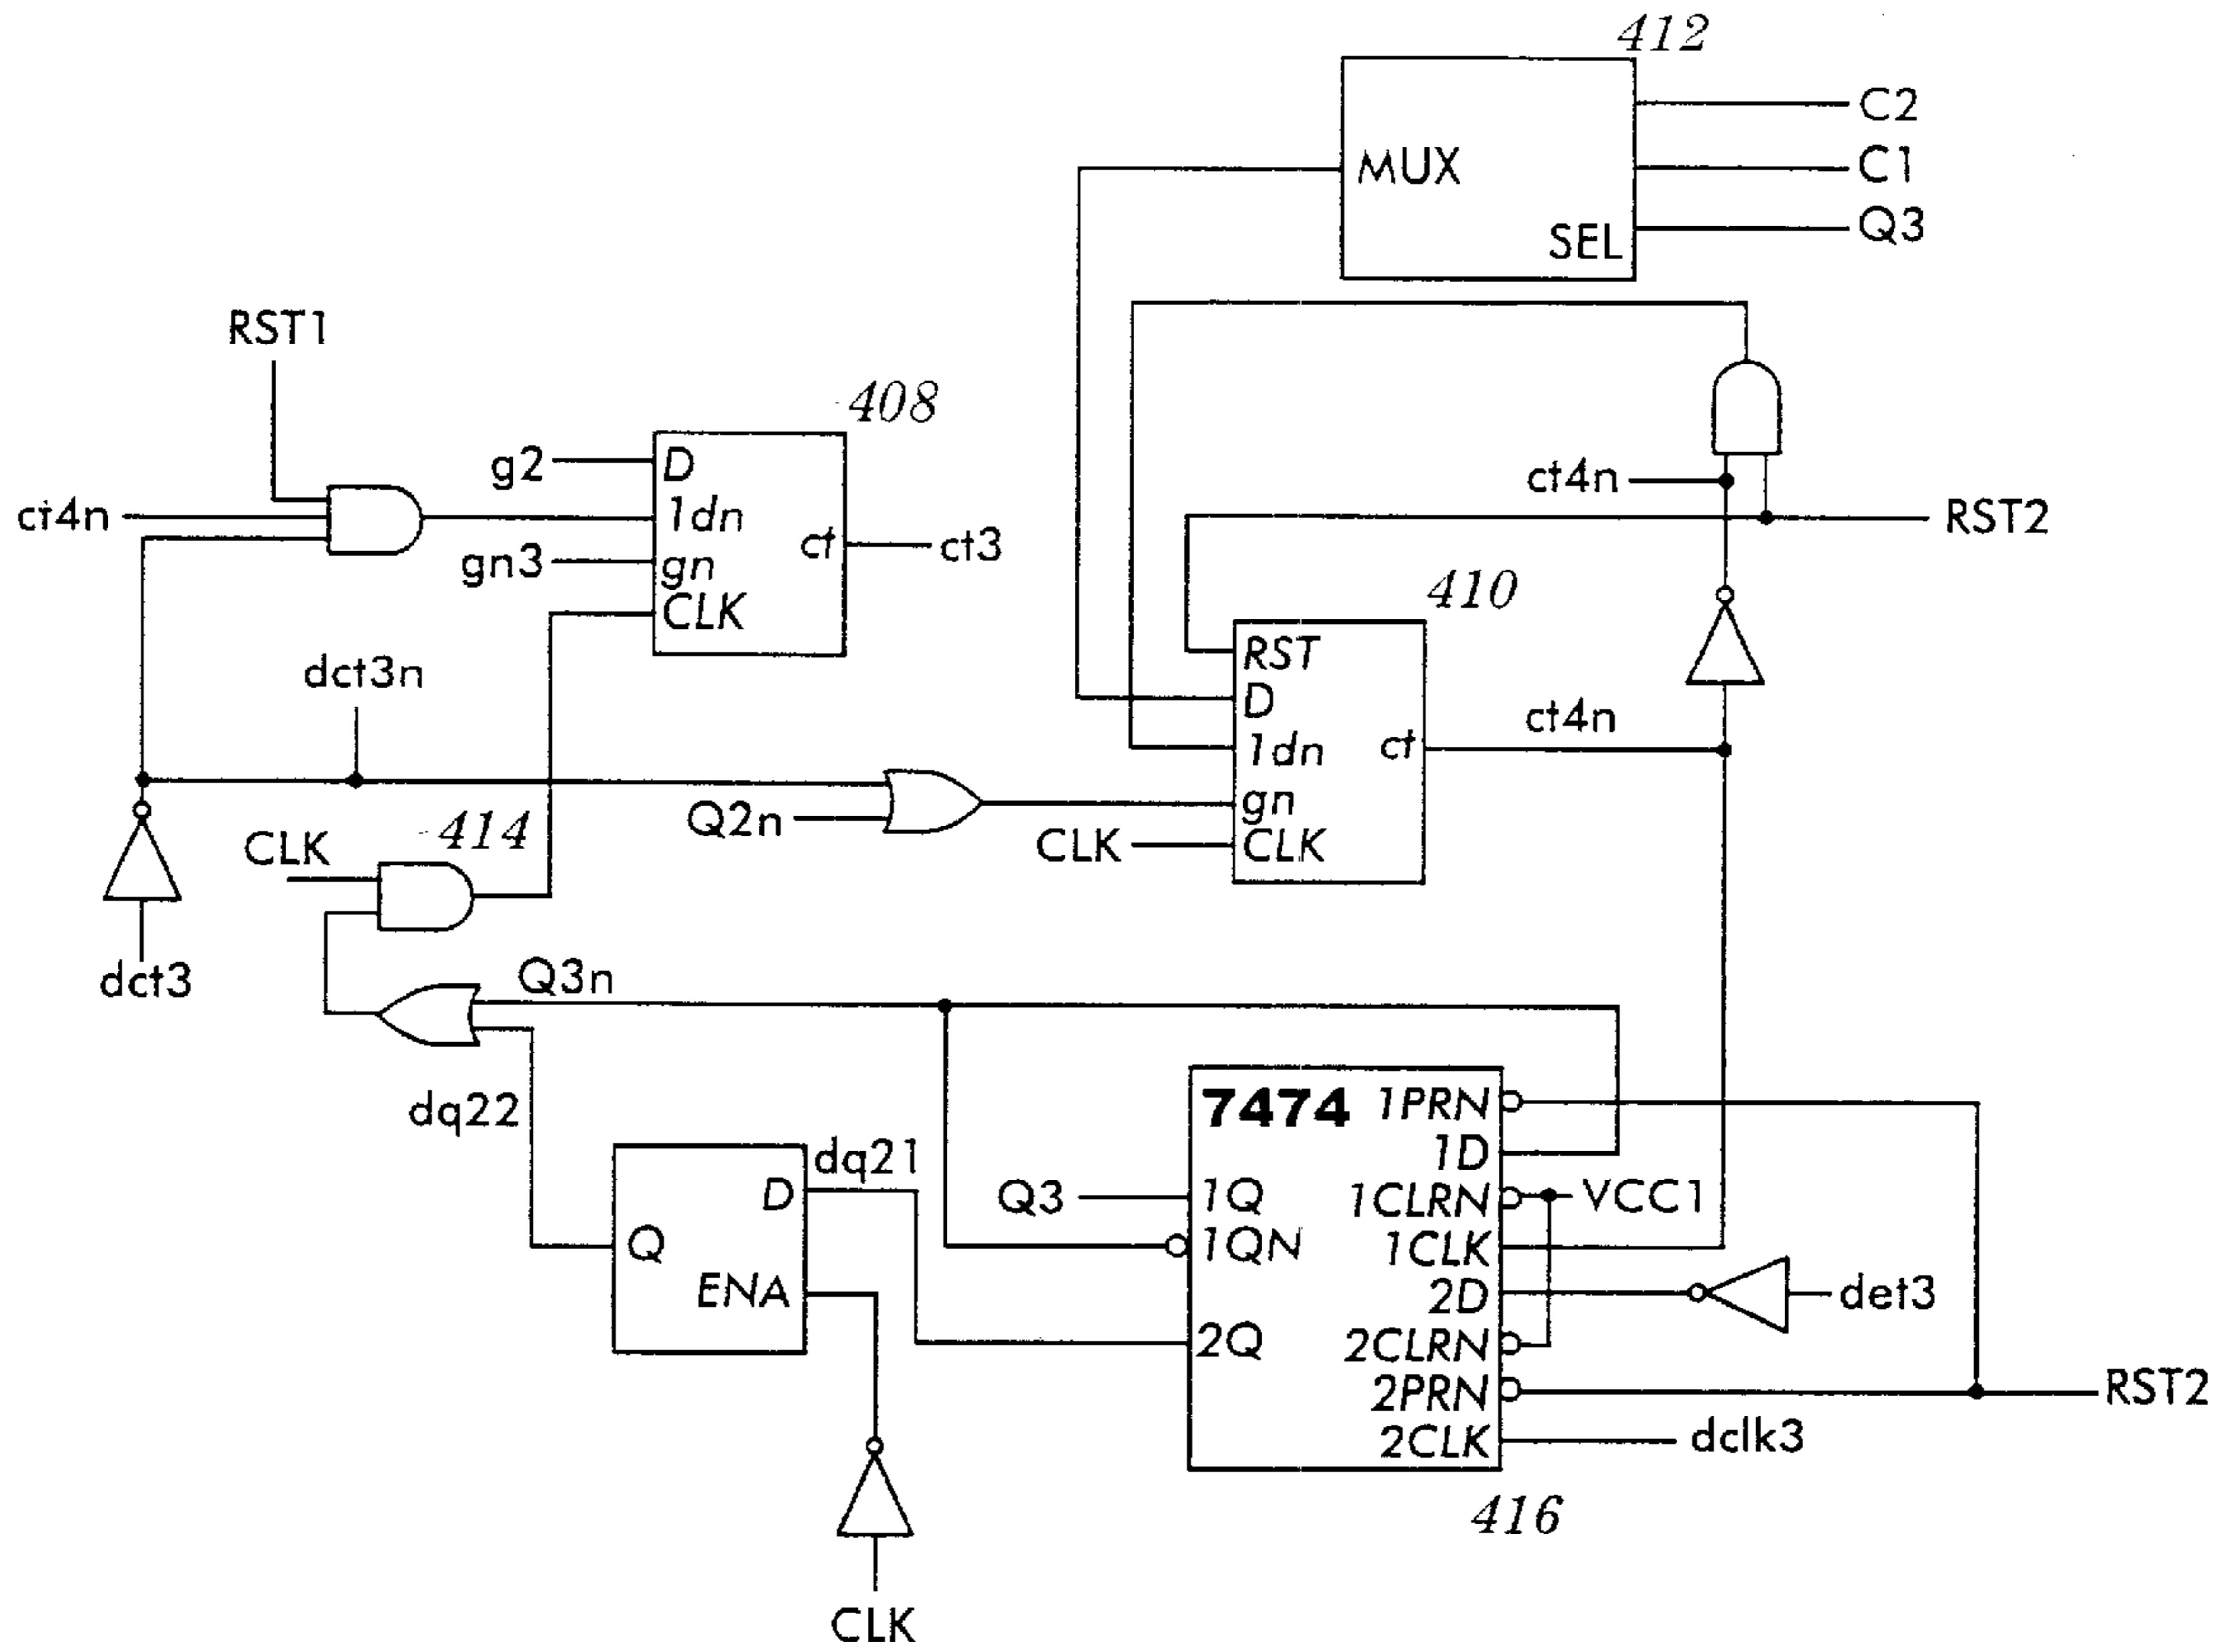 412
C2
MUX
C1
SEL
Q3
RST1
408
g2
D
ct4n
1dn
ct
ct3
gn3
gn
CLK
ct4n
RST2
410
dct3n
RST
D
ct4n
1dn
ct
Q2n
gn
CLK
CLK
414
CLK
dct3
Q3n
dq22
7474
1PRN
dq21
1D
D
Q3
1Q
1CLRN
VCC1
Q
1QN
1CLK
ENA
2D
det3
2Q
2CLRN
2PRN
RST2
2CLK
dclk3
416
CLK